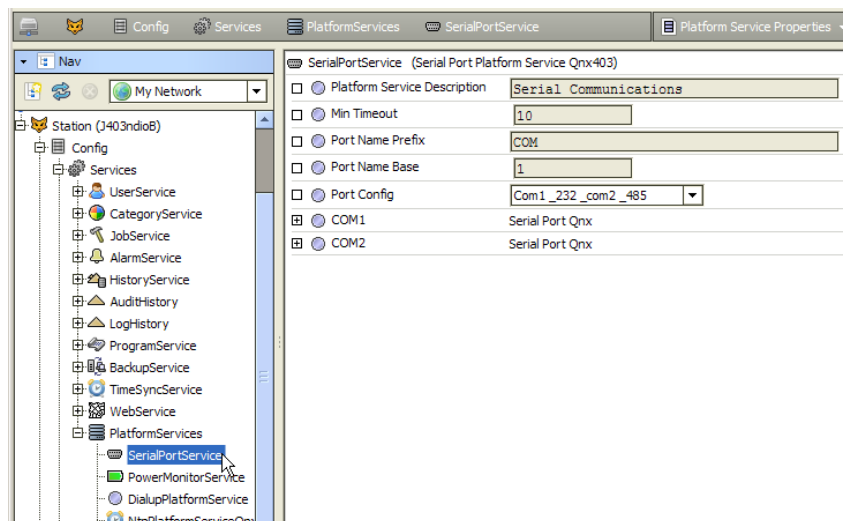 Config Services PlatformServices SerialPortService Platform Service Properties
Nav
My Network
Station (J403ndioB)
Config
Services
UserService
CategoryService
JobService
AlarmService
HistoryService
AuditHistory
LogHistory
ProgramService
BackupService
TimeSyncService
WebService
PlatformServices
SerialPortService
PowerMonitorService
DialupPlatformService
NtpPlatformServiceQnx
SerialPortService (Serial Port Platform Service Qnx403)
Platform Service Description Serial Communications
Min Timeout 10
Port Name Prefix COM
Port Name Base 1
Port Config Com1 _232 _com2 _485
COM1 Serial Port Qnx
COM2 Serial Port Qnx